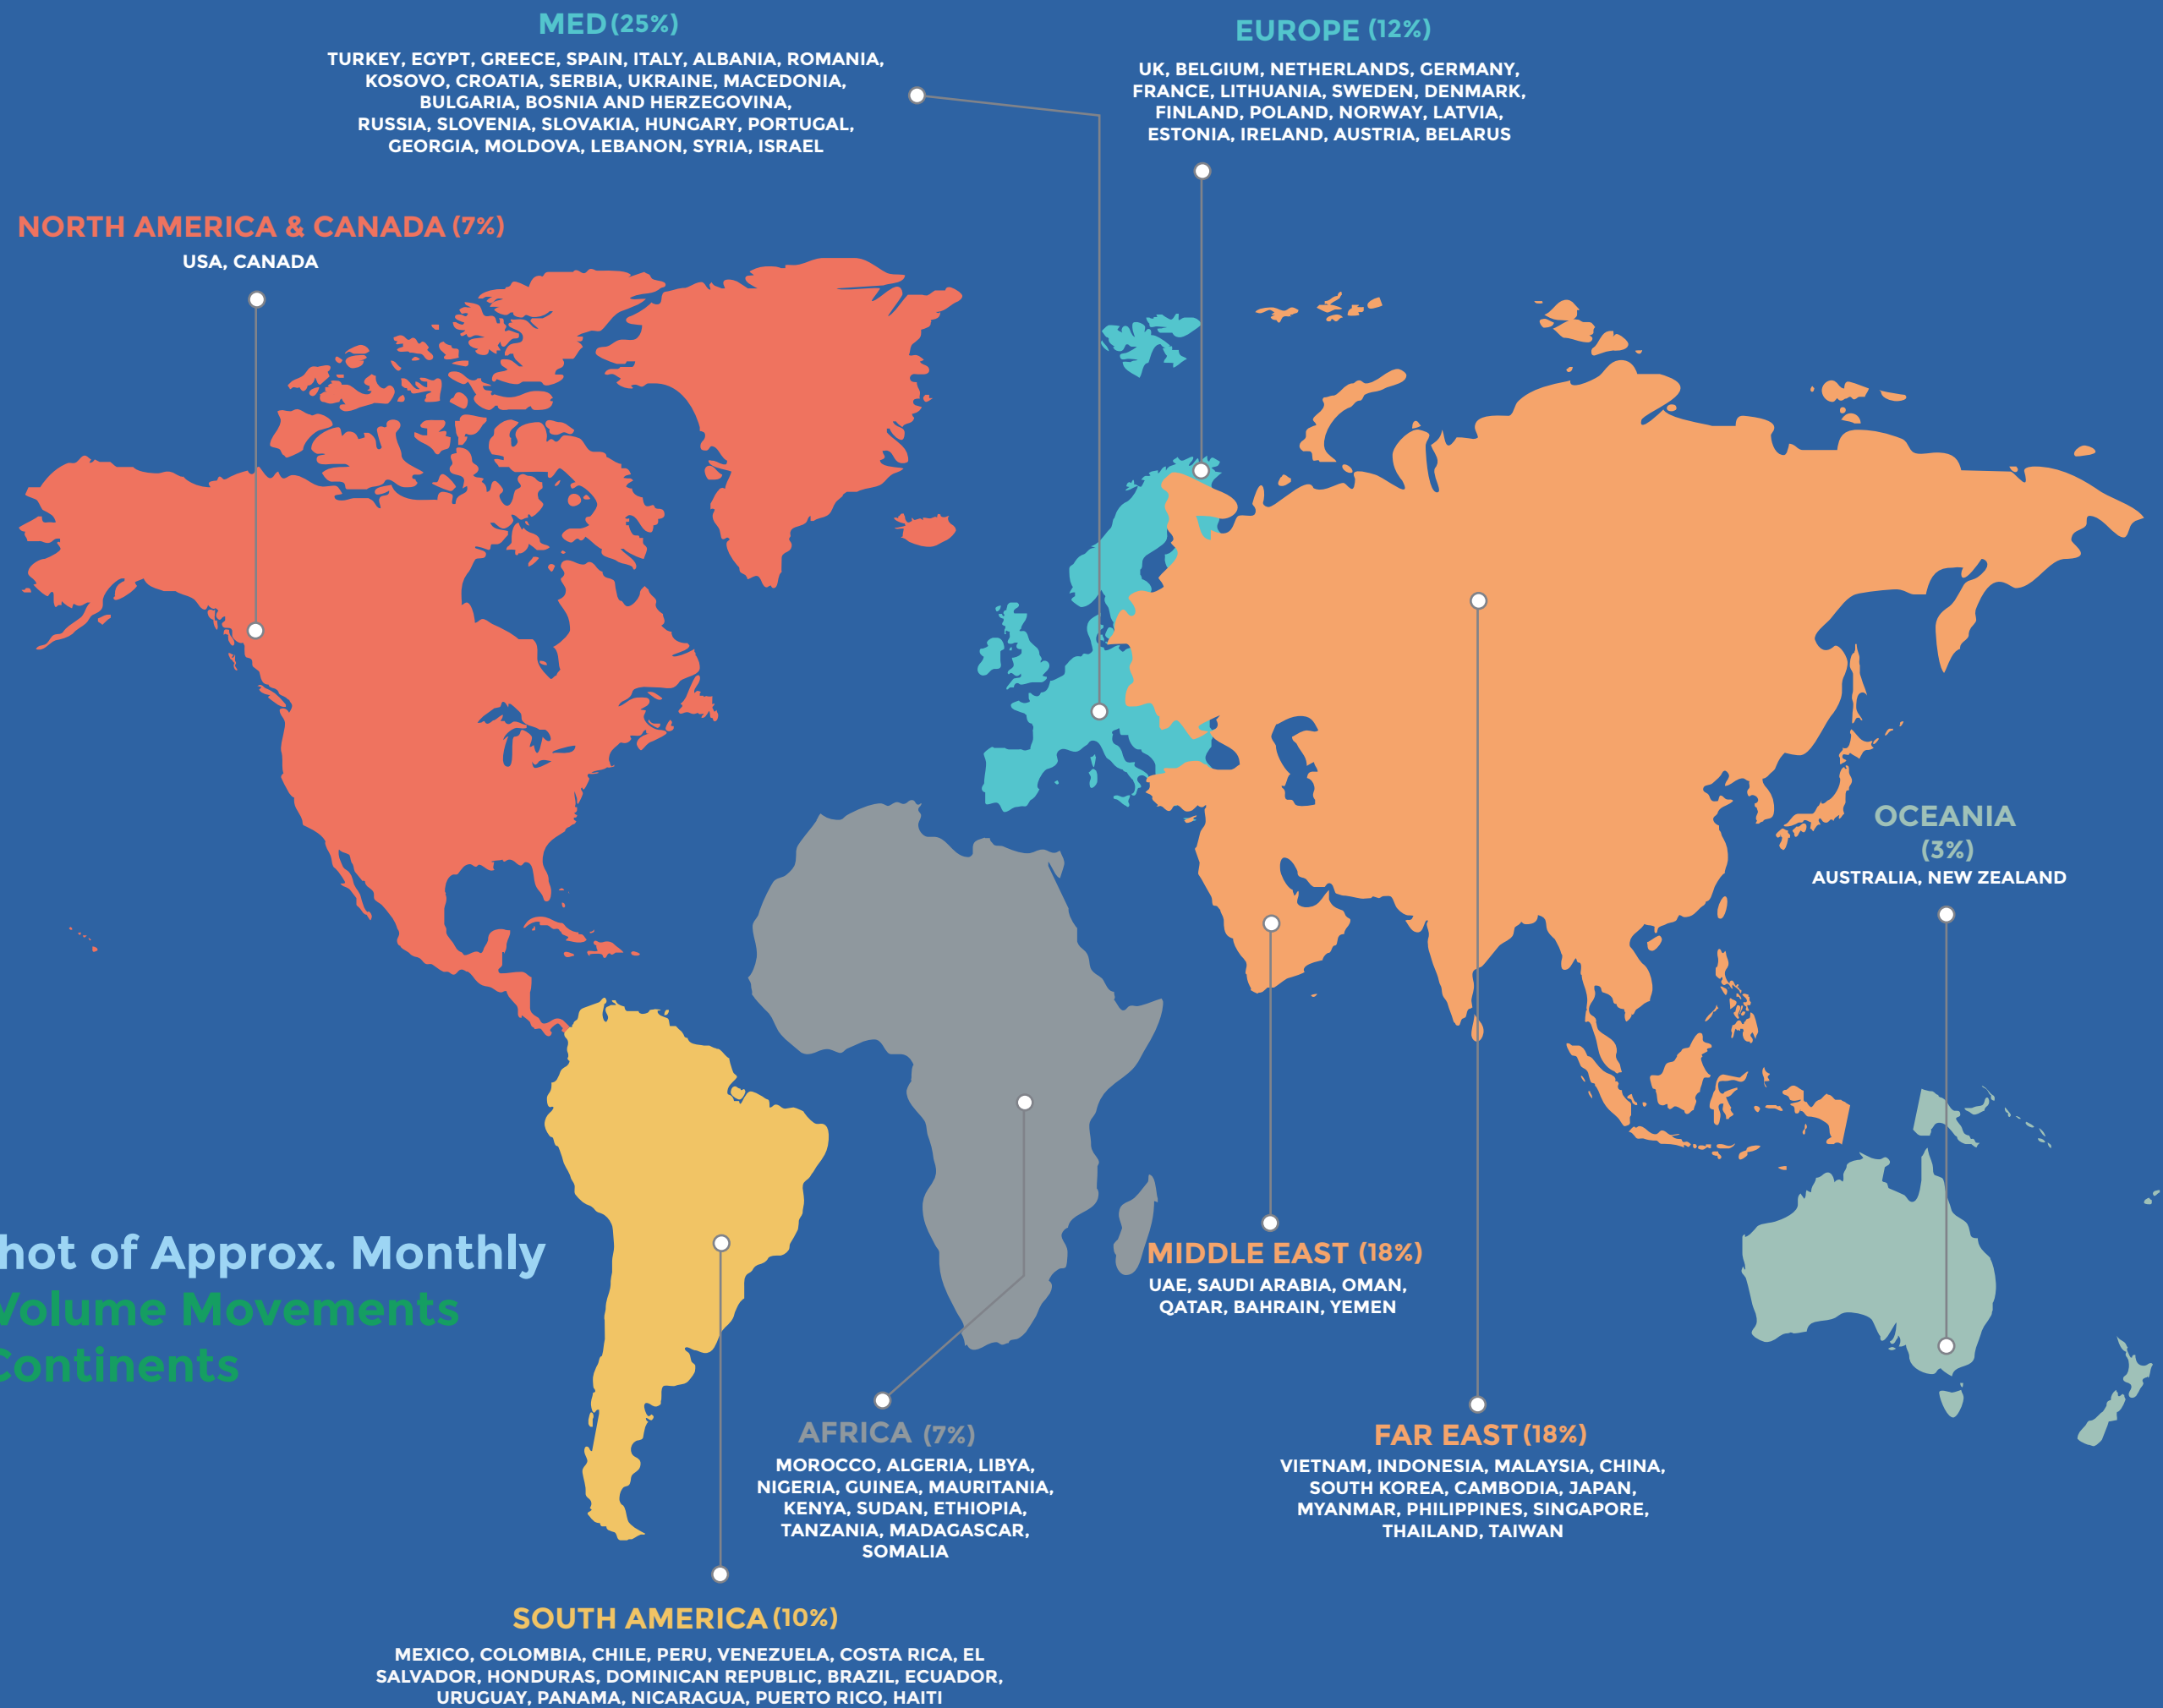 MED (25%)
TURKEY, EGYPT, GREECE, SPAIN, ITALY, ALBANIA, ROMANIA,
KOSOVO, CROATIA, SERBIA, UKRAINE, MACEDONIA,
BULGARIA, BOSNIA AND HERZEGOVINA,
RUSSIA, SLOVENIA, SLOVAKIA, HUNGARY, PORTUGAL,
GEORGIA, MOLDOVA, LEBANON, SYRIA, ISRAEL
EUROPE (12%)
UK, BELGIUM, NETHERLANDS, GERMANY,
FRANCE, LITHUANIA, SWEDEN, DENMARK,
FINLAND, POLAND, NORWAY, LATVIA,
ESTONIA, IRELAND, AUSTRIA, BELARUS
NORTH AMERICA & CANADA (7%)
USA, CANADA
OCEANIA
(3%)
AUSTRALIA, NEW ZEALAND
hot of Approx. Monthly
Volume Movements
Continents
MIDDLE EAST (18%)
UAE, SAUDI ARABIA, OMAN,
QATAR, BAHRAIN, YEMEN
AFRICA (7%)
MOROCCO, ALGERIA, LIBYA,
NIGERIA, GUINEA, MAURITANIA,
KENYA, SUDAN, ETHIOPIA,
TANZANIA, MADAGASCAR,
SOMALIA
FAR EAST (18%)
VIETNAM, INDONESIA, MALAYSIA, CHINA,
SOUTH KOREA, CAMBODIA, JAPAN,
MYANMAR, PHILIPPINES, SINGAPORE,
THAILAND, TAIWAN
SOUTH AMERICA (10%)
MEXICO, COLOMBIA, CHILE, PERU, VENEZUELA, COSTA RICA, EL
SALVADOR, HONDURAS, DOMINICAN REPUBLIC, BRAZIL, ECUADOR,
URUGUAY, PANAMA, NICARAGUA, PUERTO RICO, HAITI